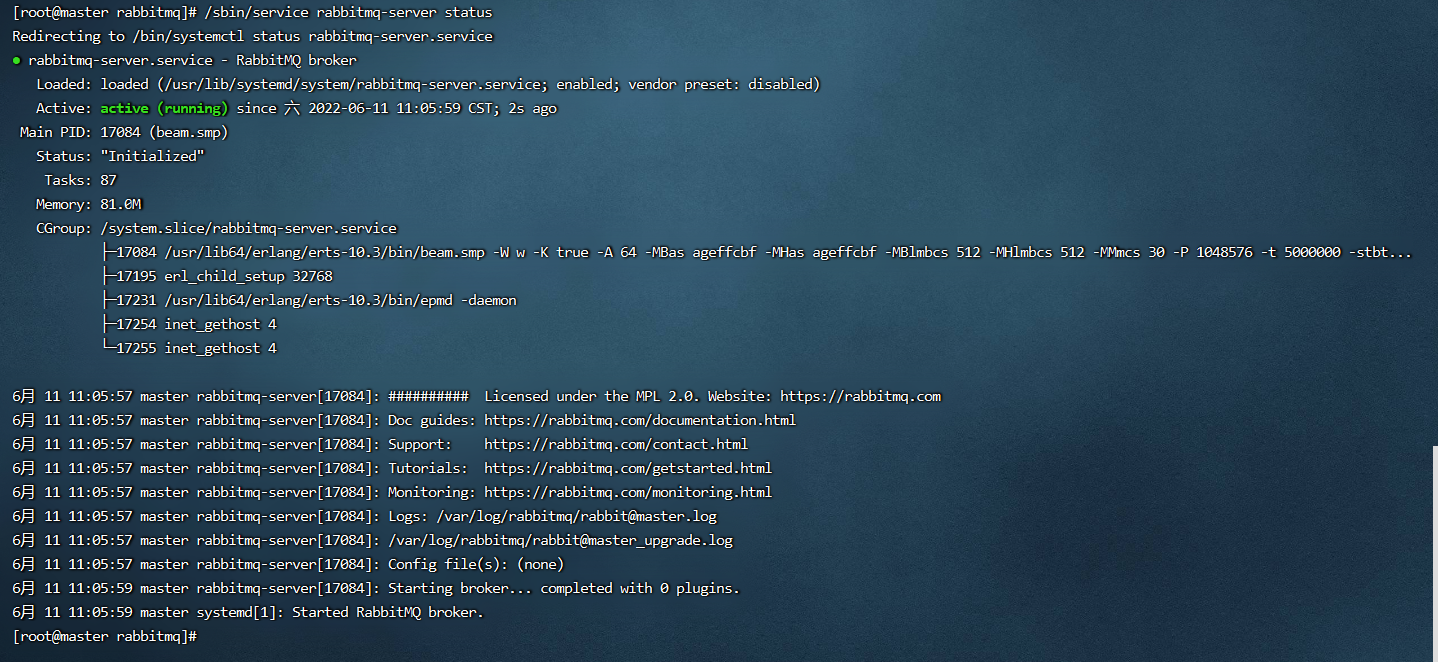 [root@master rabbitmq]# /sbin/service rabbitmq-server status
Redirecting to /bin/systemctl status rabbitmq-server.service
● rabbitmq-server.service - RabbitMQ broker
   Loaded: loaded (/usr/lib/systemd/system/rabbitmq-server.service; enabled; vendor preset: disabled)
   Active: active (running) since 六 2022-06-11 11:05:59 CST; 2s ago
 Main PID: 17084 (beam.smp)
   Status: "Initialized"
    Tasks: 87
   Memory: 81.0M
   CGroup: /system.slice/rabbitmq-server.service
           ├─17084 /usr/lib64/erlang/erts-10.3/bin/beam.smp -W w -K true -A 64 -MBas ageffcbf -MHas ageffcbf -MBlmbcs 512 -MHlmbcs 512 -MMmcs 30 -P 1048576 -t 5000000 -stbt...
           ├─17195 erl_child_setup 32768
           ├─17231 /usr/lib64/erlang/erts-10.3/bin/epmd -daemon
           ├─17254 inet_gethost 4
           └─17255 inet_gethost 4

6月 11 11:05:57 master rabbitmq-server[17084]: ##########  Licensed under the MPL 2.0. Website: https://rabbitmq.com
6月 11 11:05:57 master rabbitmq-server[17084]: Doc guides: https://rabbitmq.com/documentation.html
6月 11 11:05:57 master rabbitmq-server[17084]: Support:    https://rabbitmq.com/contact.html
6月 11 11:05:57 master rabbitmq-server[17084]: Tutorials:  https://rabbitmq.com/getstarted.html
6月 11 11:05:57 master rabbitmq-server[17084]: Monitoring: https://rabbitmq.com/monitoring.html
6月 11 11:05:57 master rabbitmq-server[17084]: Logs: /var/log/rabbitmq/rabbit@master.log
6月 11 11:05:57 master rabbitmq-server[17084]: /var/log/rabbitmq/rabbit@master_upgrade.log
6月 11 11:05:57 master rabbitmq-server[17084]: Config file(s): (none)
6月 11 11:05:59 master rabbitmq-server[17084]: Starting broker... completed with 0 plugins.
6月 11 11:05:59 master systemd[1]: Started RabbitMQ broker.
[root@master rabbitmq]#